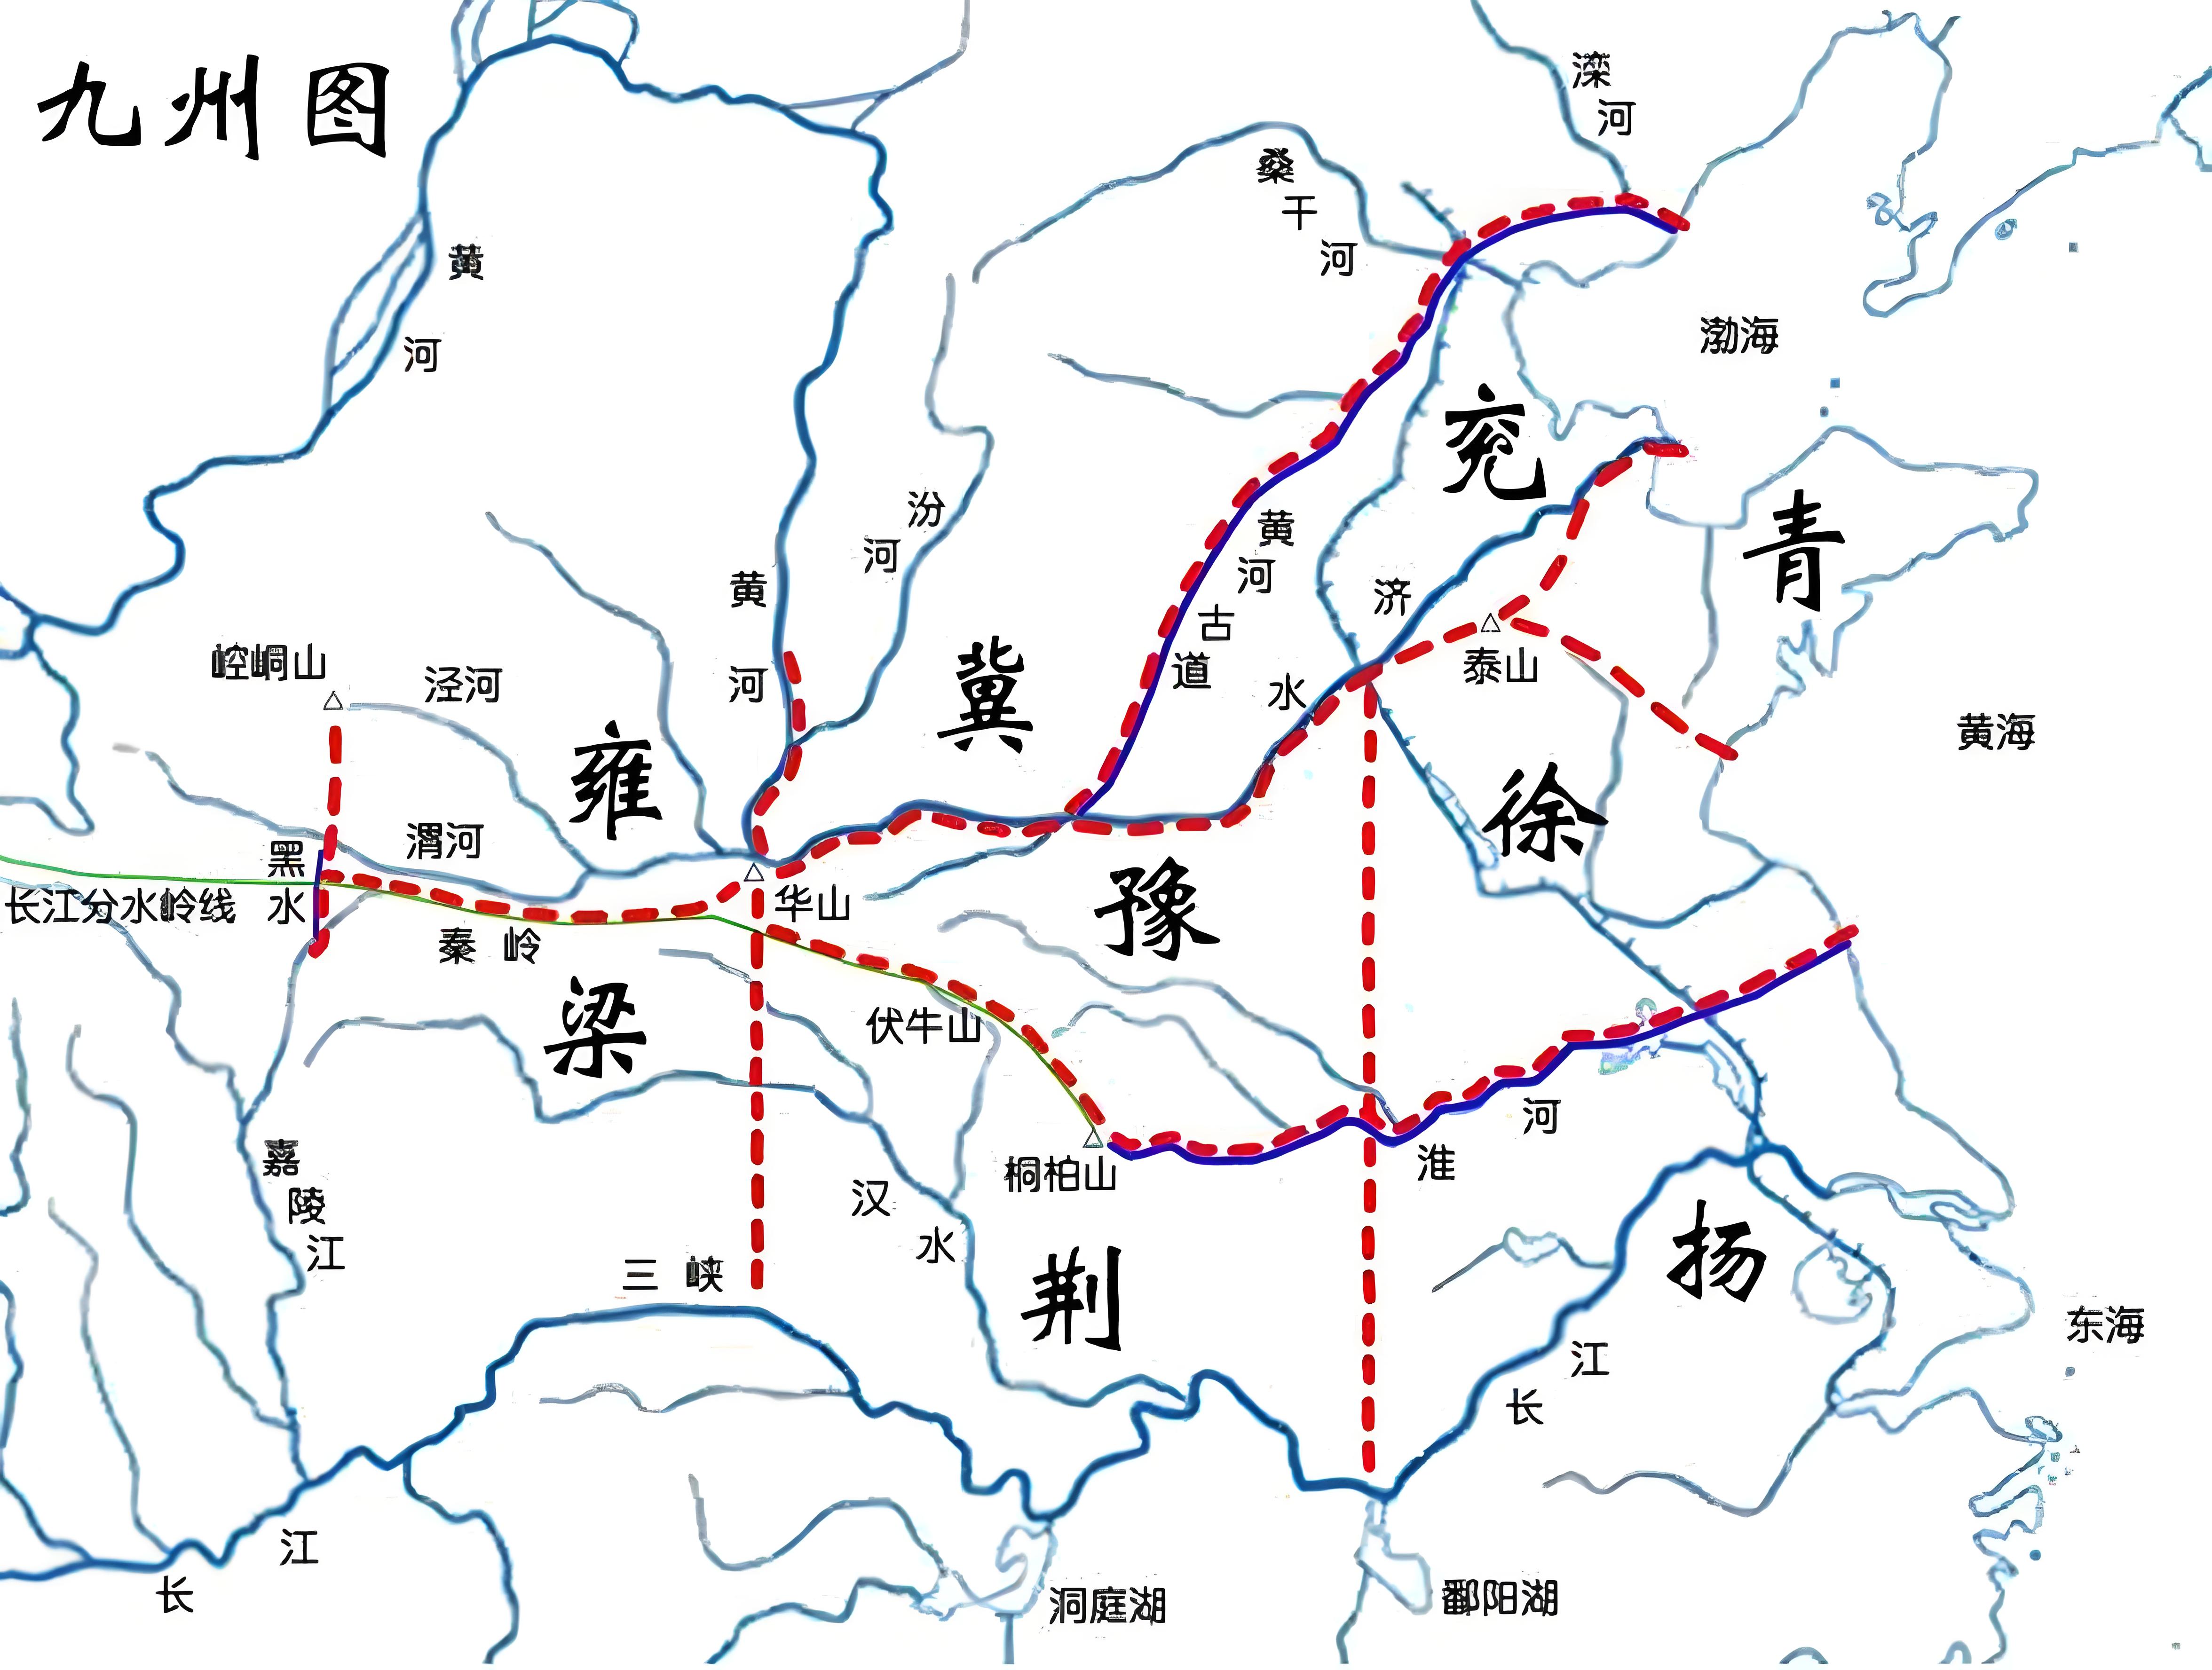 九州图
滦河
桑干河
黄河
渤海
兖
汾河
黄河古道
青
济水
黄河
崆峒山
泾河
泰山
冀
黄海
雍
徐
渭河
黑水
长江分水岭线
华山
豫
秦岭
梁
伏牛山
河
淮
嘉陵江
桐柏山
汉水
扬
荆
三峡
东海
江
长
江
长
洞庭湖
鄱阳湖